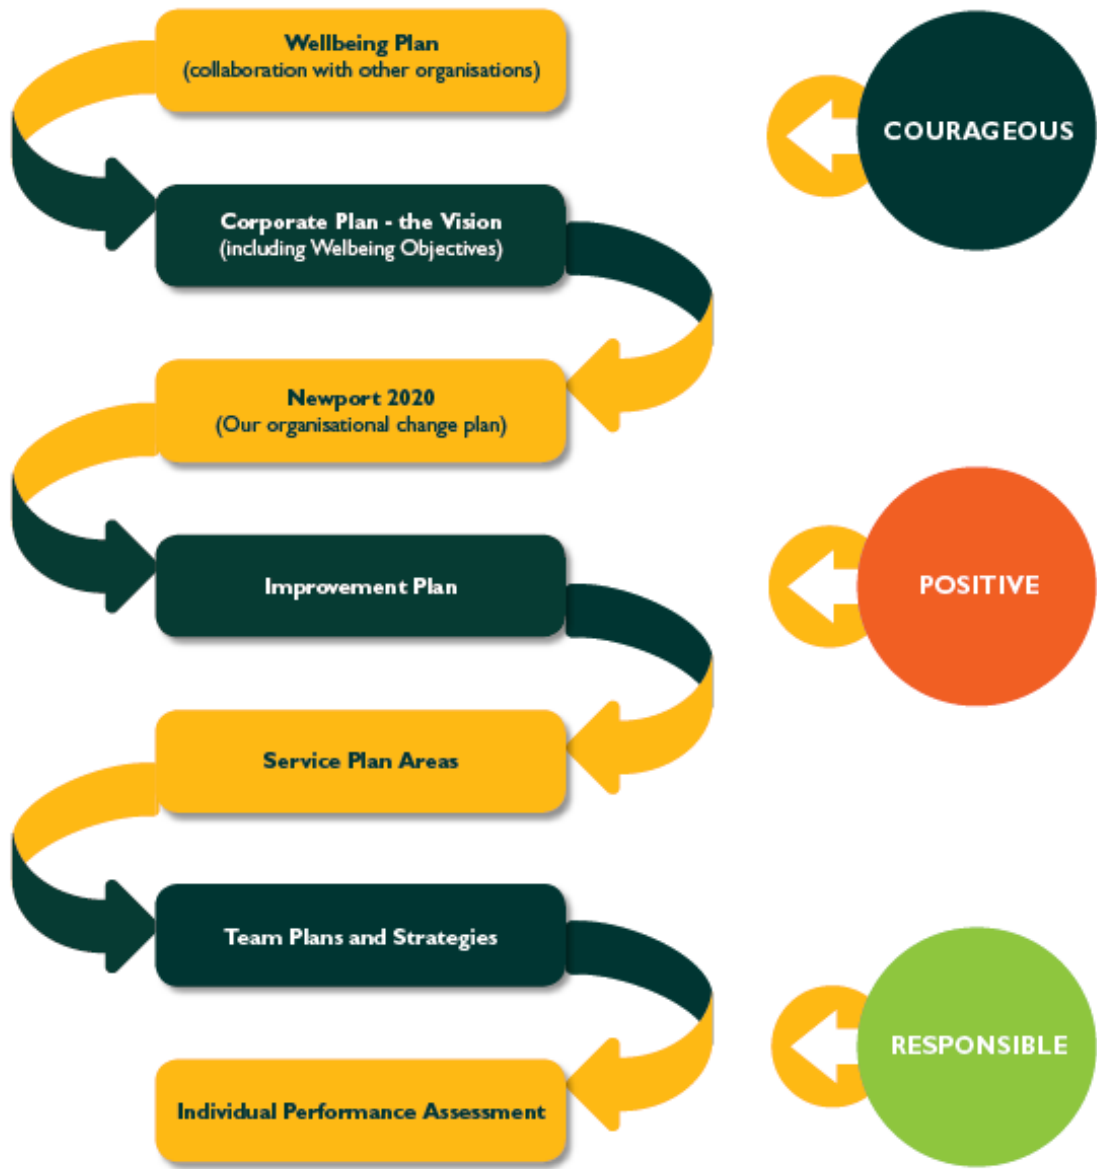 Wellbeing Plan
(collaboration with other organisations)
COURAGEOUS
Corporate Plan - the Vision
(including Welbeing Objectives)
Newport 2020
(Our organisational change plan)
Improvement Plan
POSITIVE
Service Plan Areas
Team Plans and Strategies
RESPONSIBLE
Individual Performance Assessment